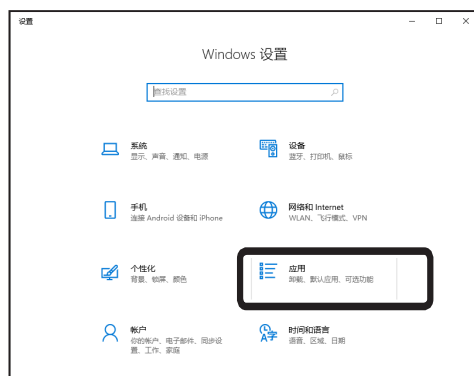 设置
Windows 设置
查找设置
系统
显示、声音、通知、电源
设备
蓝牙、打印机、鼠标
手机
连接 Android 设备和 iPhone
网络和 Internet
WLAN、飞行模式、VPN
个性化
背景、锁屏、颜色
应用
卸载、默认应用、可选功能
帐户
你的帐户、电子邮件、同步设
置、工作、家庭
时间和语言
语音、区域、日期